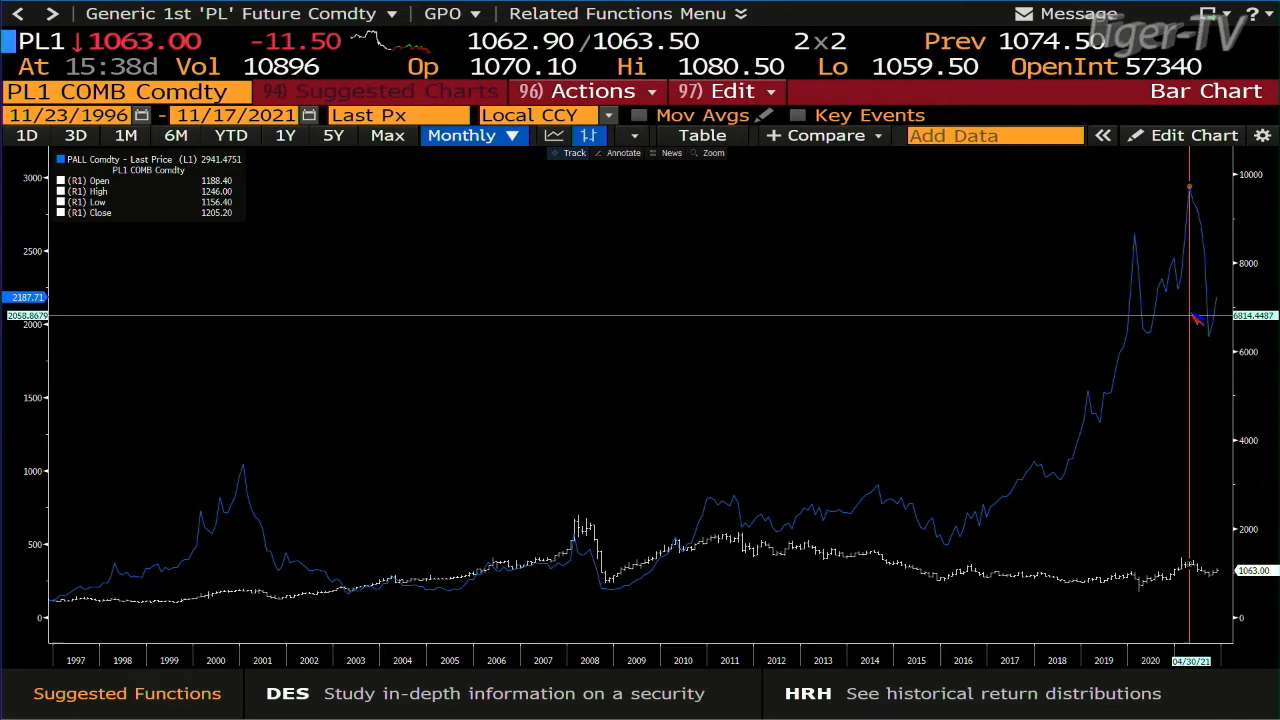 < > Generic 1st 'PL' Future Comdty GPO Related Functions Menu Message ?
PL1 ↓1063.00 -11.50 1062.90 /1063.50 2×2 Prev 1074.50
Tiger-TV
At 15:38d Vol 10896 Op 1070.10 Hi 1080.50 Lo 1059.50 OpenInt 57340
PL1 COMB Comdty 94) Suggested Charts 96) Actions 97) Edit Bar Chart
11/23/1996 - 11/17/2021 Last Px Local CCY Mov Avgs Key Events
1D 3D 1M 6M YTD 1Y 5Y Max Monthly ▼ Table + Compare Add Data « Edit Chart
Track Annotate News Zoom
PALL Comdty - Last Price (L1) 2941.4751
PL1 COMB Comdty
(R1) Open 1188.40
(R1) High 1246.00
(R1) Low 1156.40
(R1) Close 1205.20
3000
2500
2187.71
2058.8679
2000
1500
1000
500
0
10000
8000
6814.4487
6000
4000
2000
1063.00
0
1997 1998 1999 2000 2001 2002 2003 2004 2005 2006 2007 2008 2009 2010 2011 2012 2013 2014 2015 2016 2017 2018 2019 2020 04/30/21
Suggested Functions DES Study in-depth information on a security HRH See historical return distributions